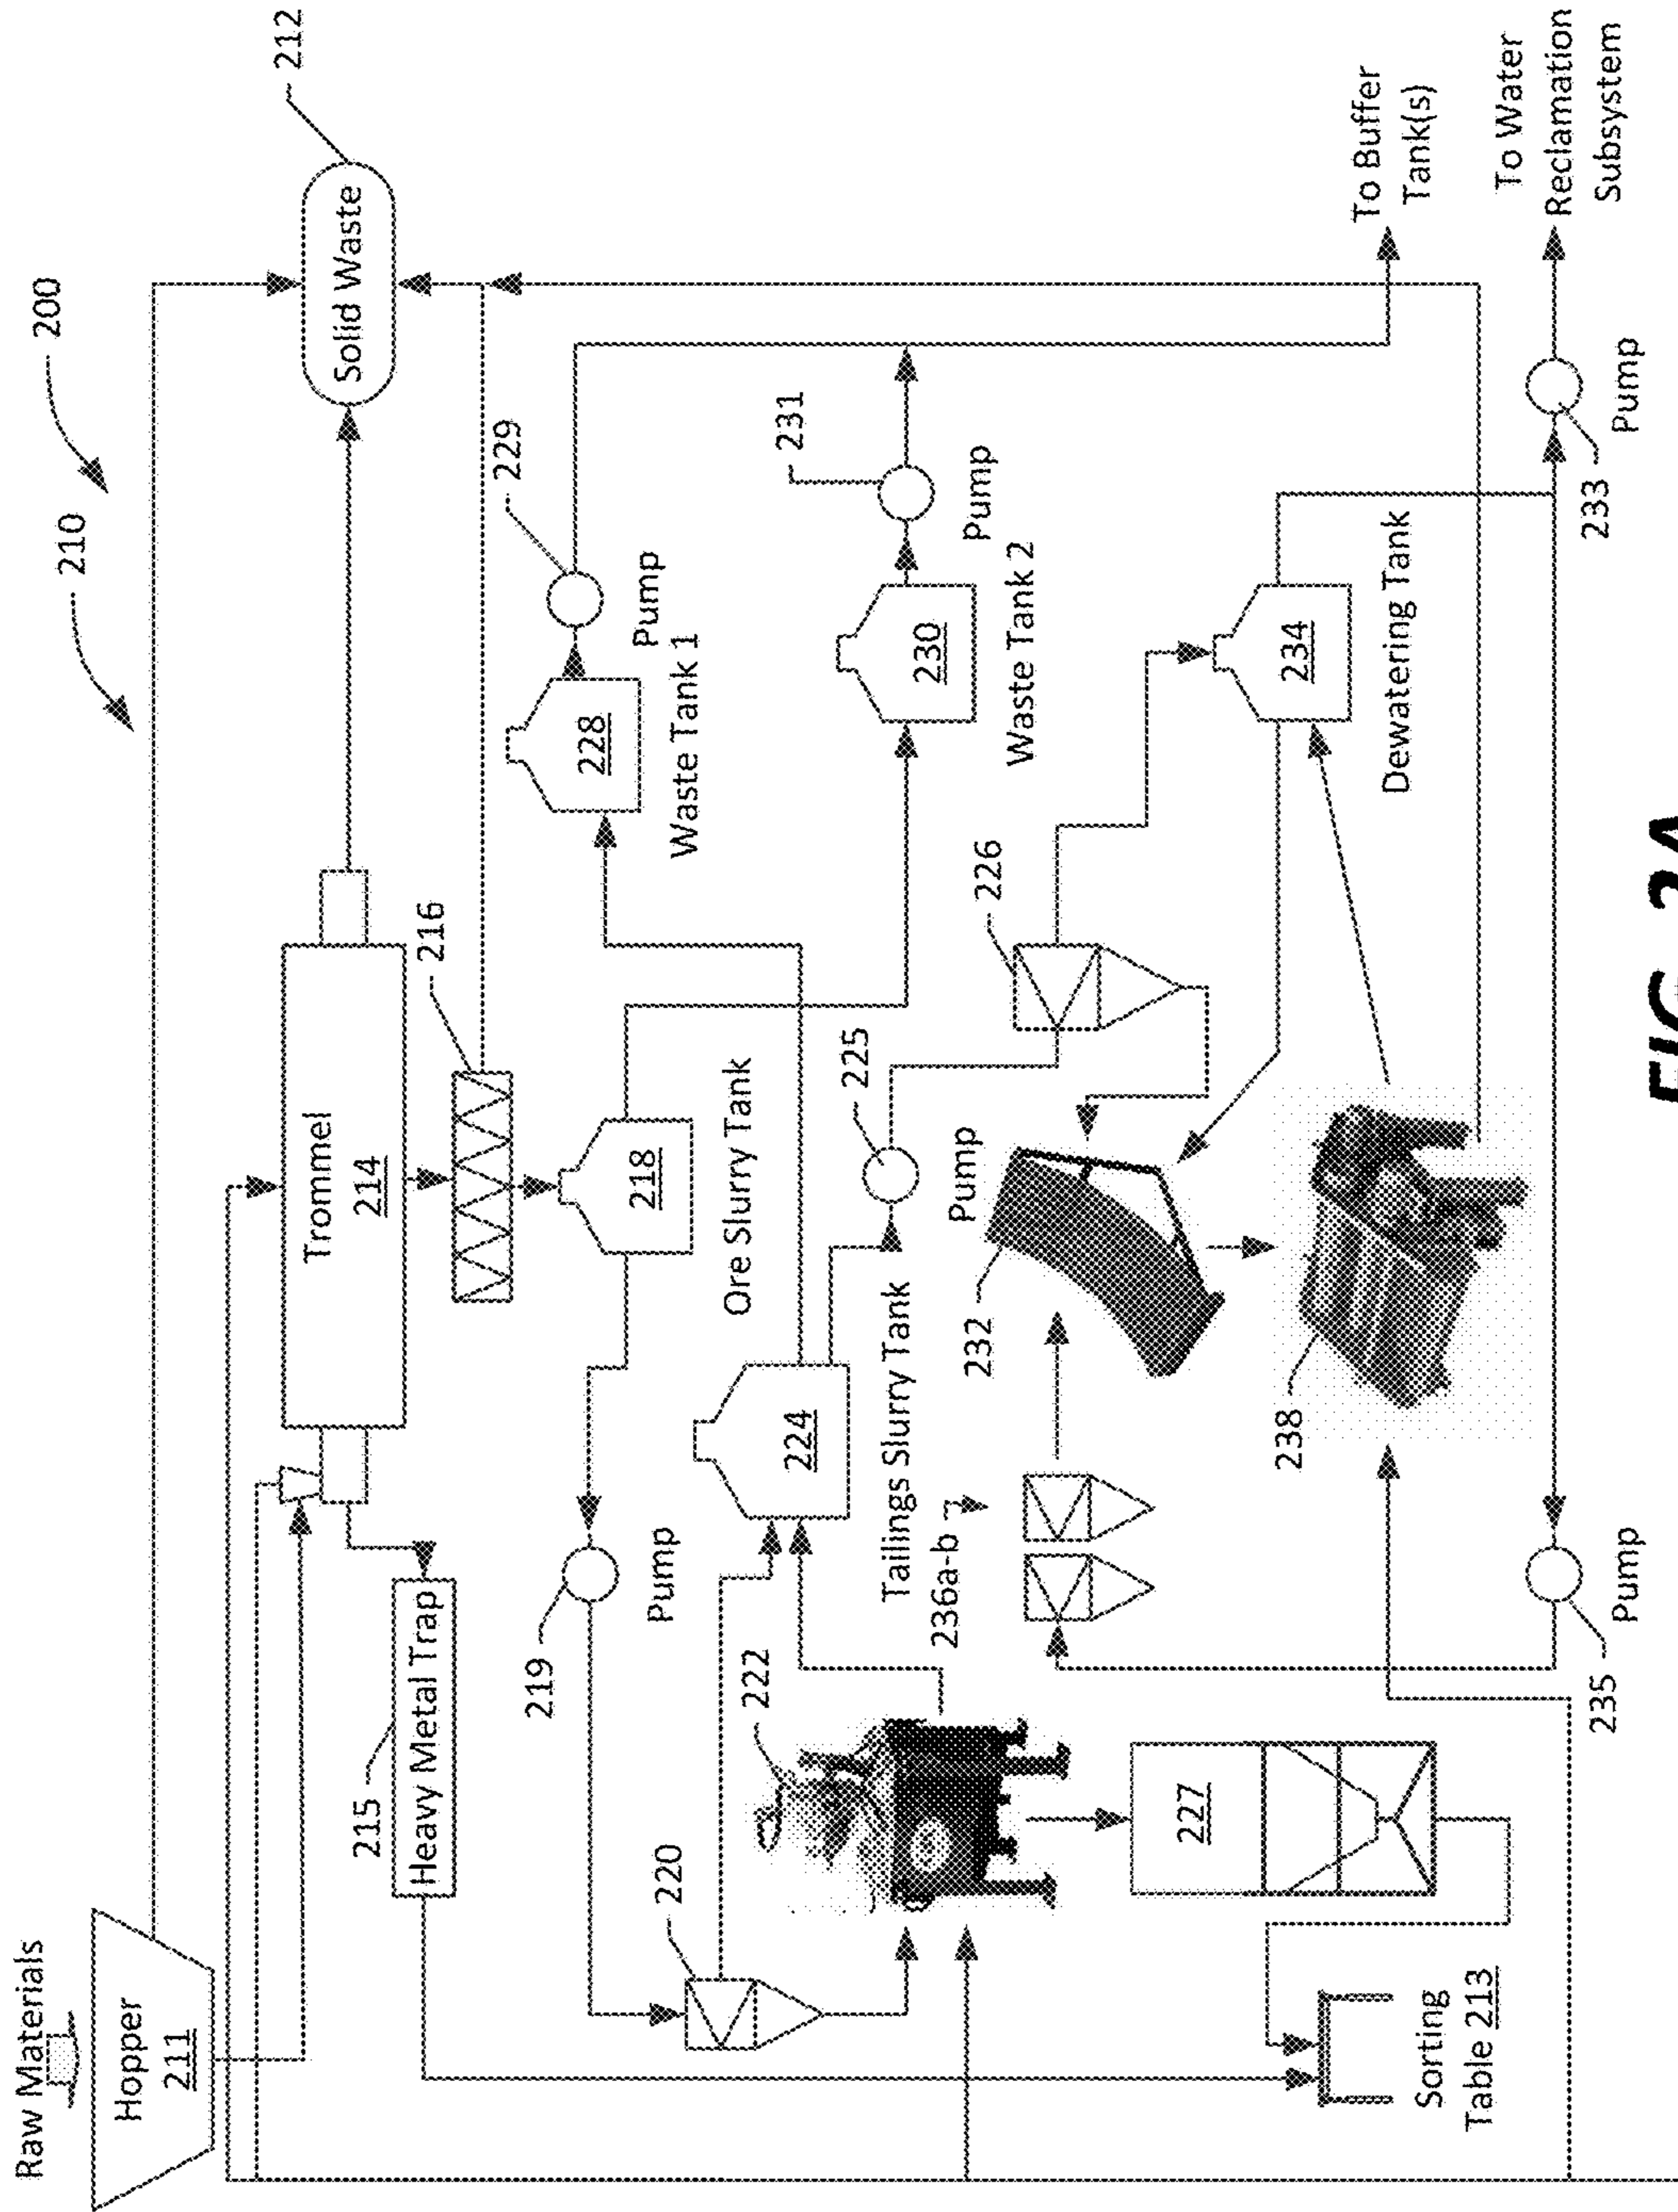 Raw Materials
Hopper
211
210
200
212
Solid Waste
Trommel
214
215
Heavy Metal Trap
216
218
Ore Slurry Tank
219
Pump
220
222
224
Tailings Slurry Tank
225
Pump
226
227
Sorting
Table 213
228
229
Pump
Waste Tank 1
230
231
Pump
Waste Tank 2
232
234
Dewatering Tank
236a-b
238
235
Pump
233
Pump
To Buffer
Tank(s)
To Water
Reclamation
Subsystem
FIG. 2A